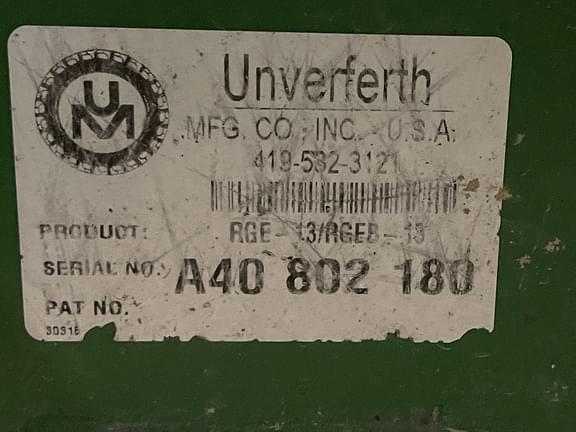 UM
Unverferth
MFG. CO., INC. U.S.A.
419-532-3121
PRODUCT: RGE - 13/RGEB - 13
SERIAL NO.: A40 802 180
PAT NO.
30318